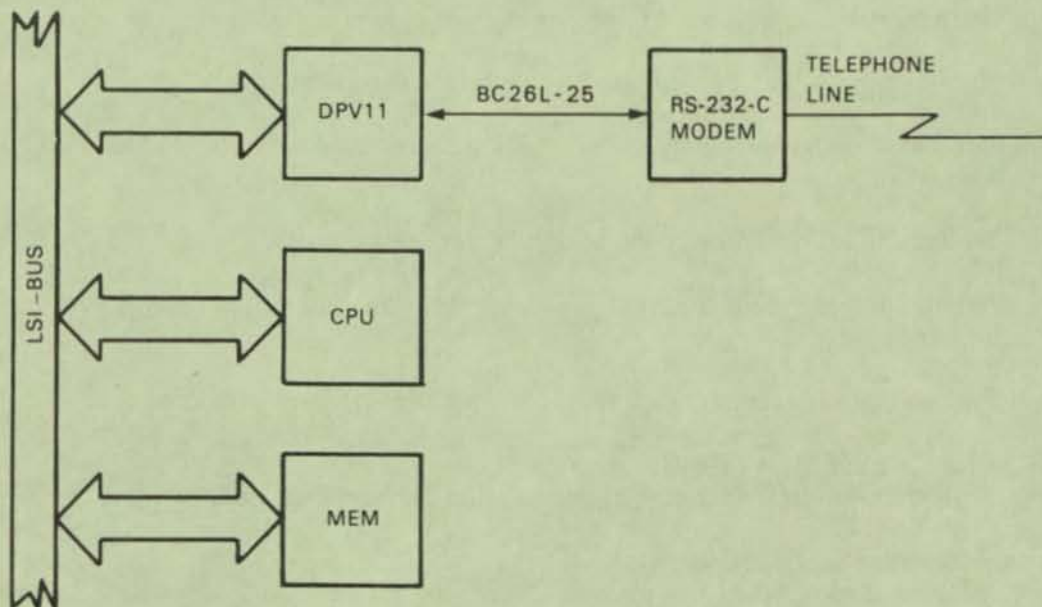 LSI-BUS
DPV11
BC26L-25
RS-232-C
MODEM
TELEPHONE
LINE
CPU
MEM